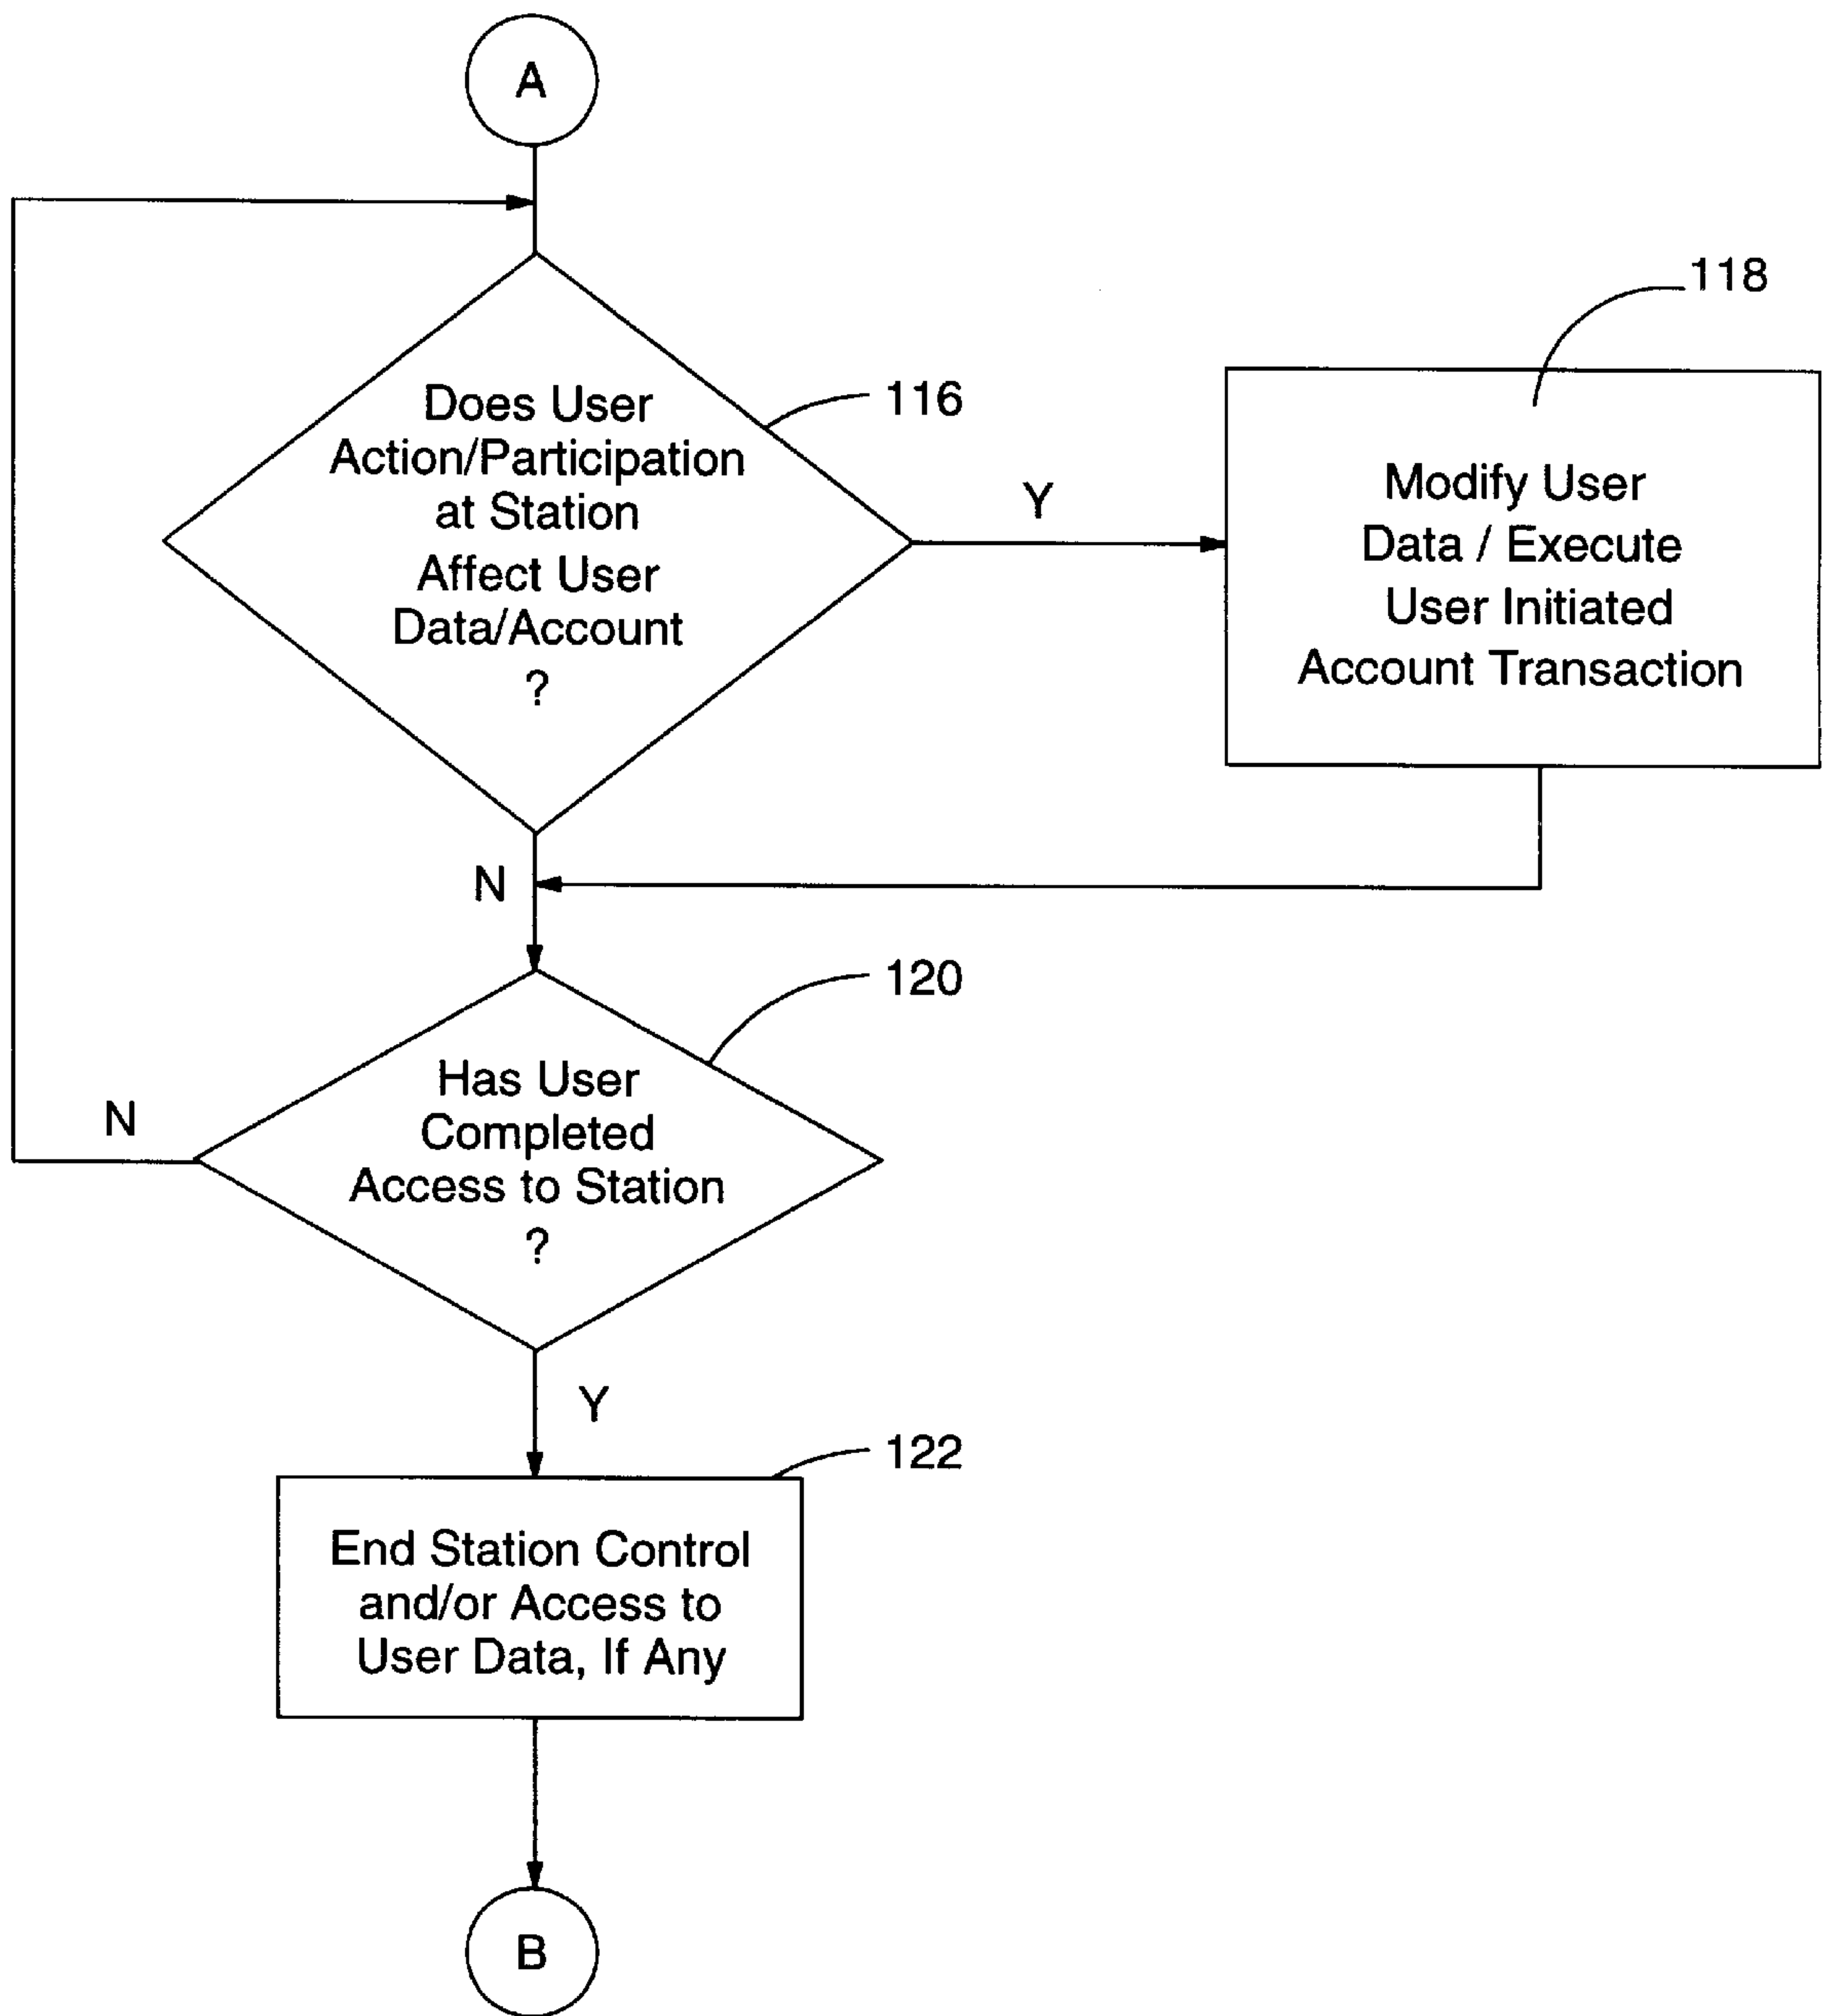 A
118
Does User
Action/Participation
at Station
Affect User
Data/Account
?
116
Y
Modify User
Data / Execute
User Initiated
Account Transaction
N
120
Has User
Completed
Access to Station
?
N
Y
122
End Station Control
and/or Access to
User Data, If Any
B